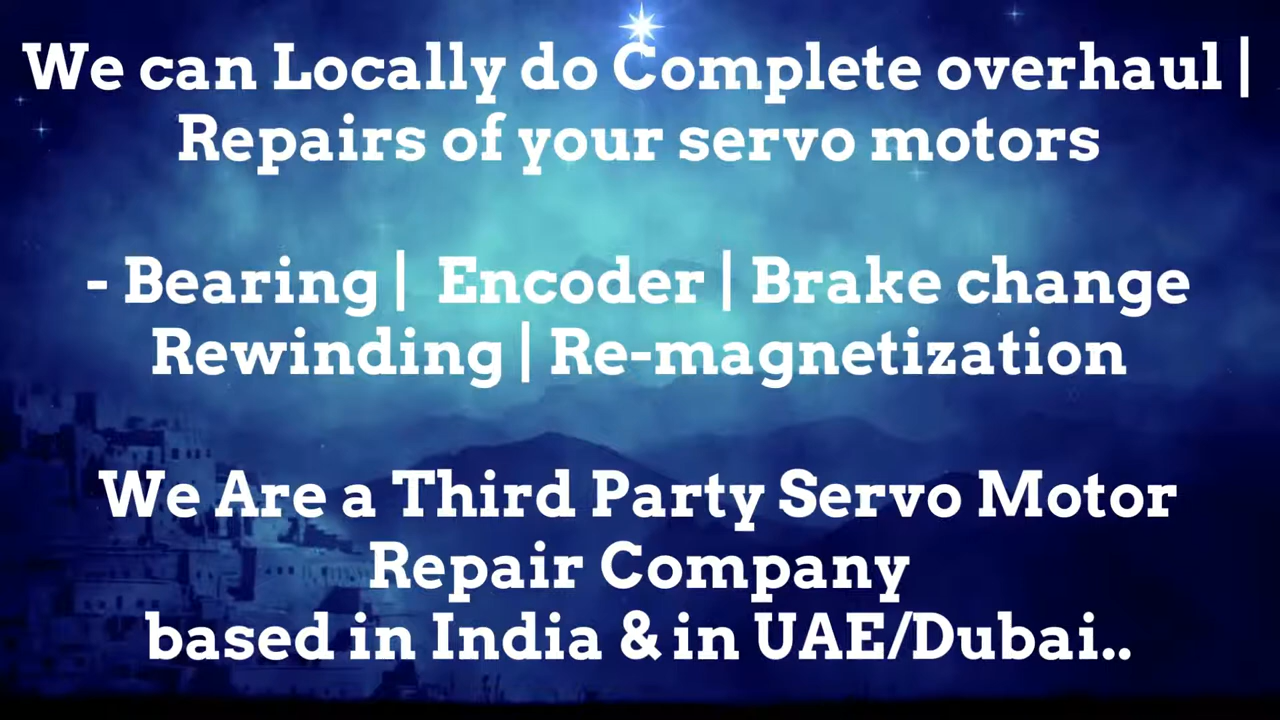 We can Locally do Complete overhaul |
Repairs of your servo motors
- Bearing | Encoder | Brake change
Rewinding | Re-magnetization
We Are a Third Party Servo Motor
Repair Company
based in India & in UAE/Dubai..